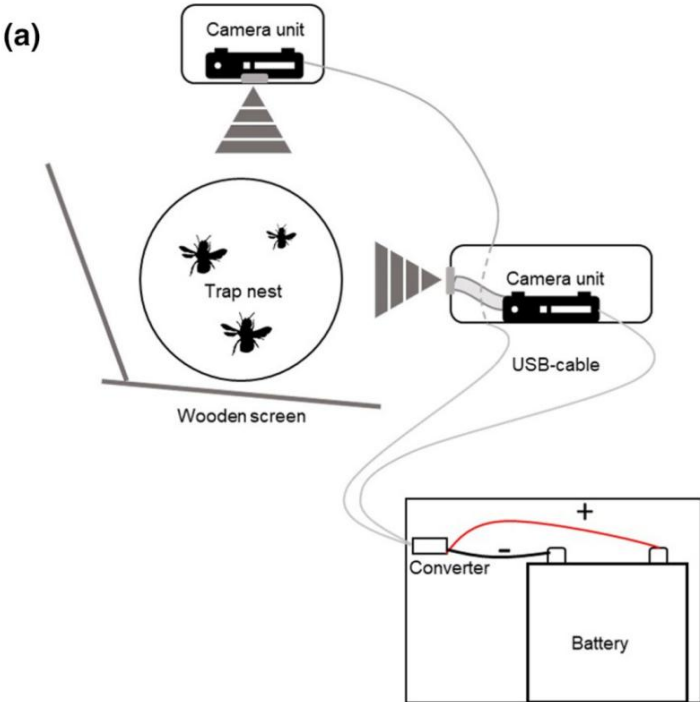 (a)
Camera unit
Trap nest
Camera unit
USB-cable
Wooden screen
+
-
Converter
Battery